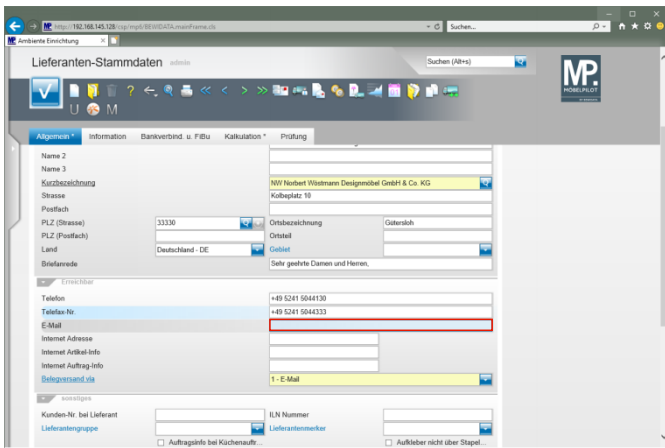 http://192.168.145.128/csp/mpli/BEWIDATA.mainFrame.cls
Suchen...
Ambiente Einrichtung
Lieferanten-Stammdaten admin
Suchen (Alt+s)
MP.
MÖBELPILOT
U M
Allgemein * Information Bankverbind. u. FiBu Kalkulation * Prüfung
Name 2
Name 3
Kurzbezeichnung NW Norbert Wöstmann Designmöbel GmbH & Co. KG
Strasse Kolbeplatz 10
Postfach
PLZ (Strasse) 33330 Ortsbezeichnung Gütersloh
PLZ (Postfach) Ortsteil
Land Deutschland - DE Gebiet
Briefanrede Sehr geehrte Damen und Herren,
Erreichbar
Telefon +49 5241 5044130
Telefax-Nr. +49 5241 5044333
E-Mail
Internet Adresse
Internet Artikel-Info
Internet Auftrag-Info
Belegversand via 1 - E-Mail
sonstiges
Kunden-Nr. bei Lieferant ILN Nummer
Lieferantengruppe Lieferantenmerker
Auftragsinfo bei Küchenauftr... Aufkleber nicht über Stapel...